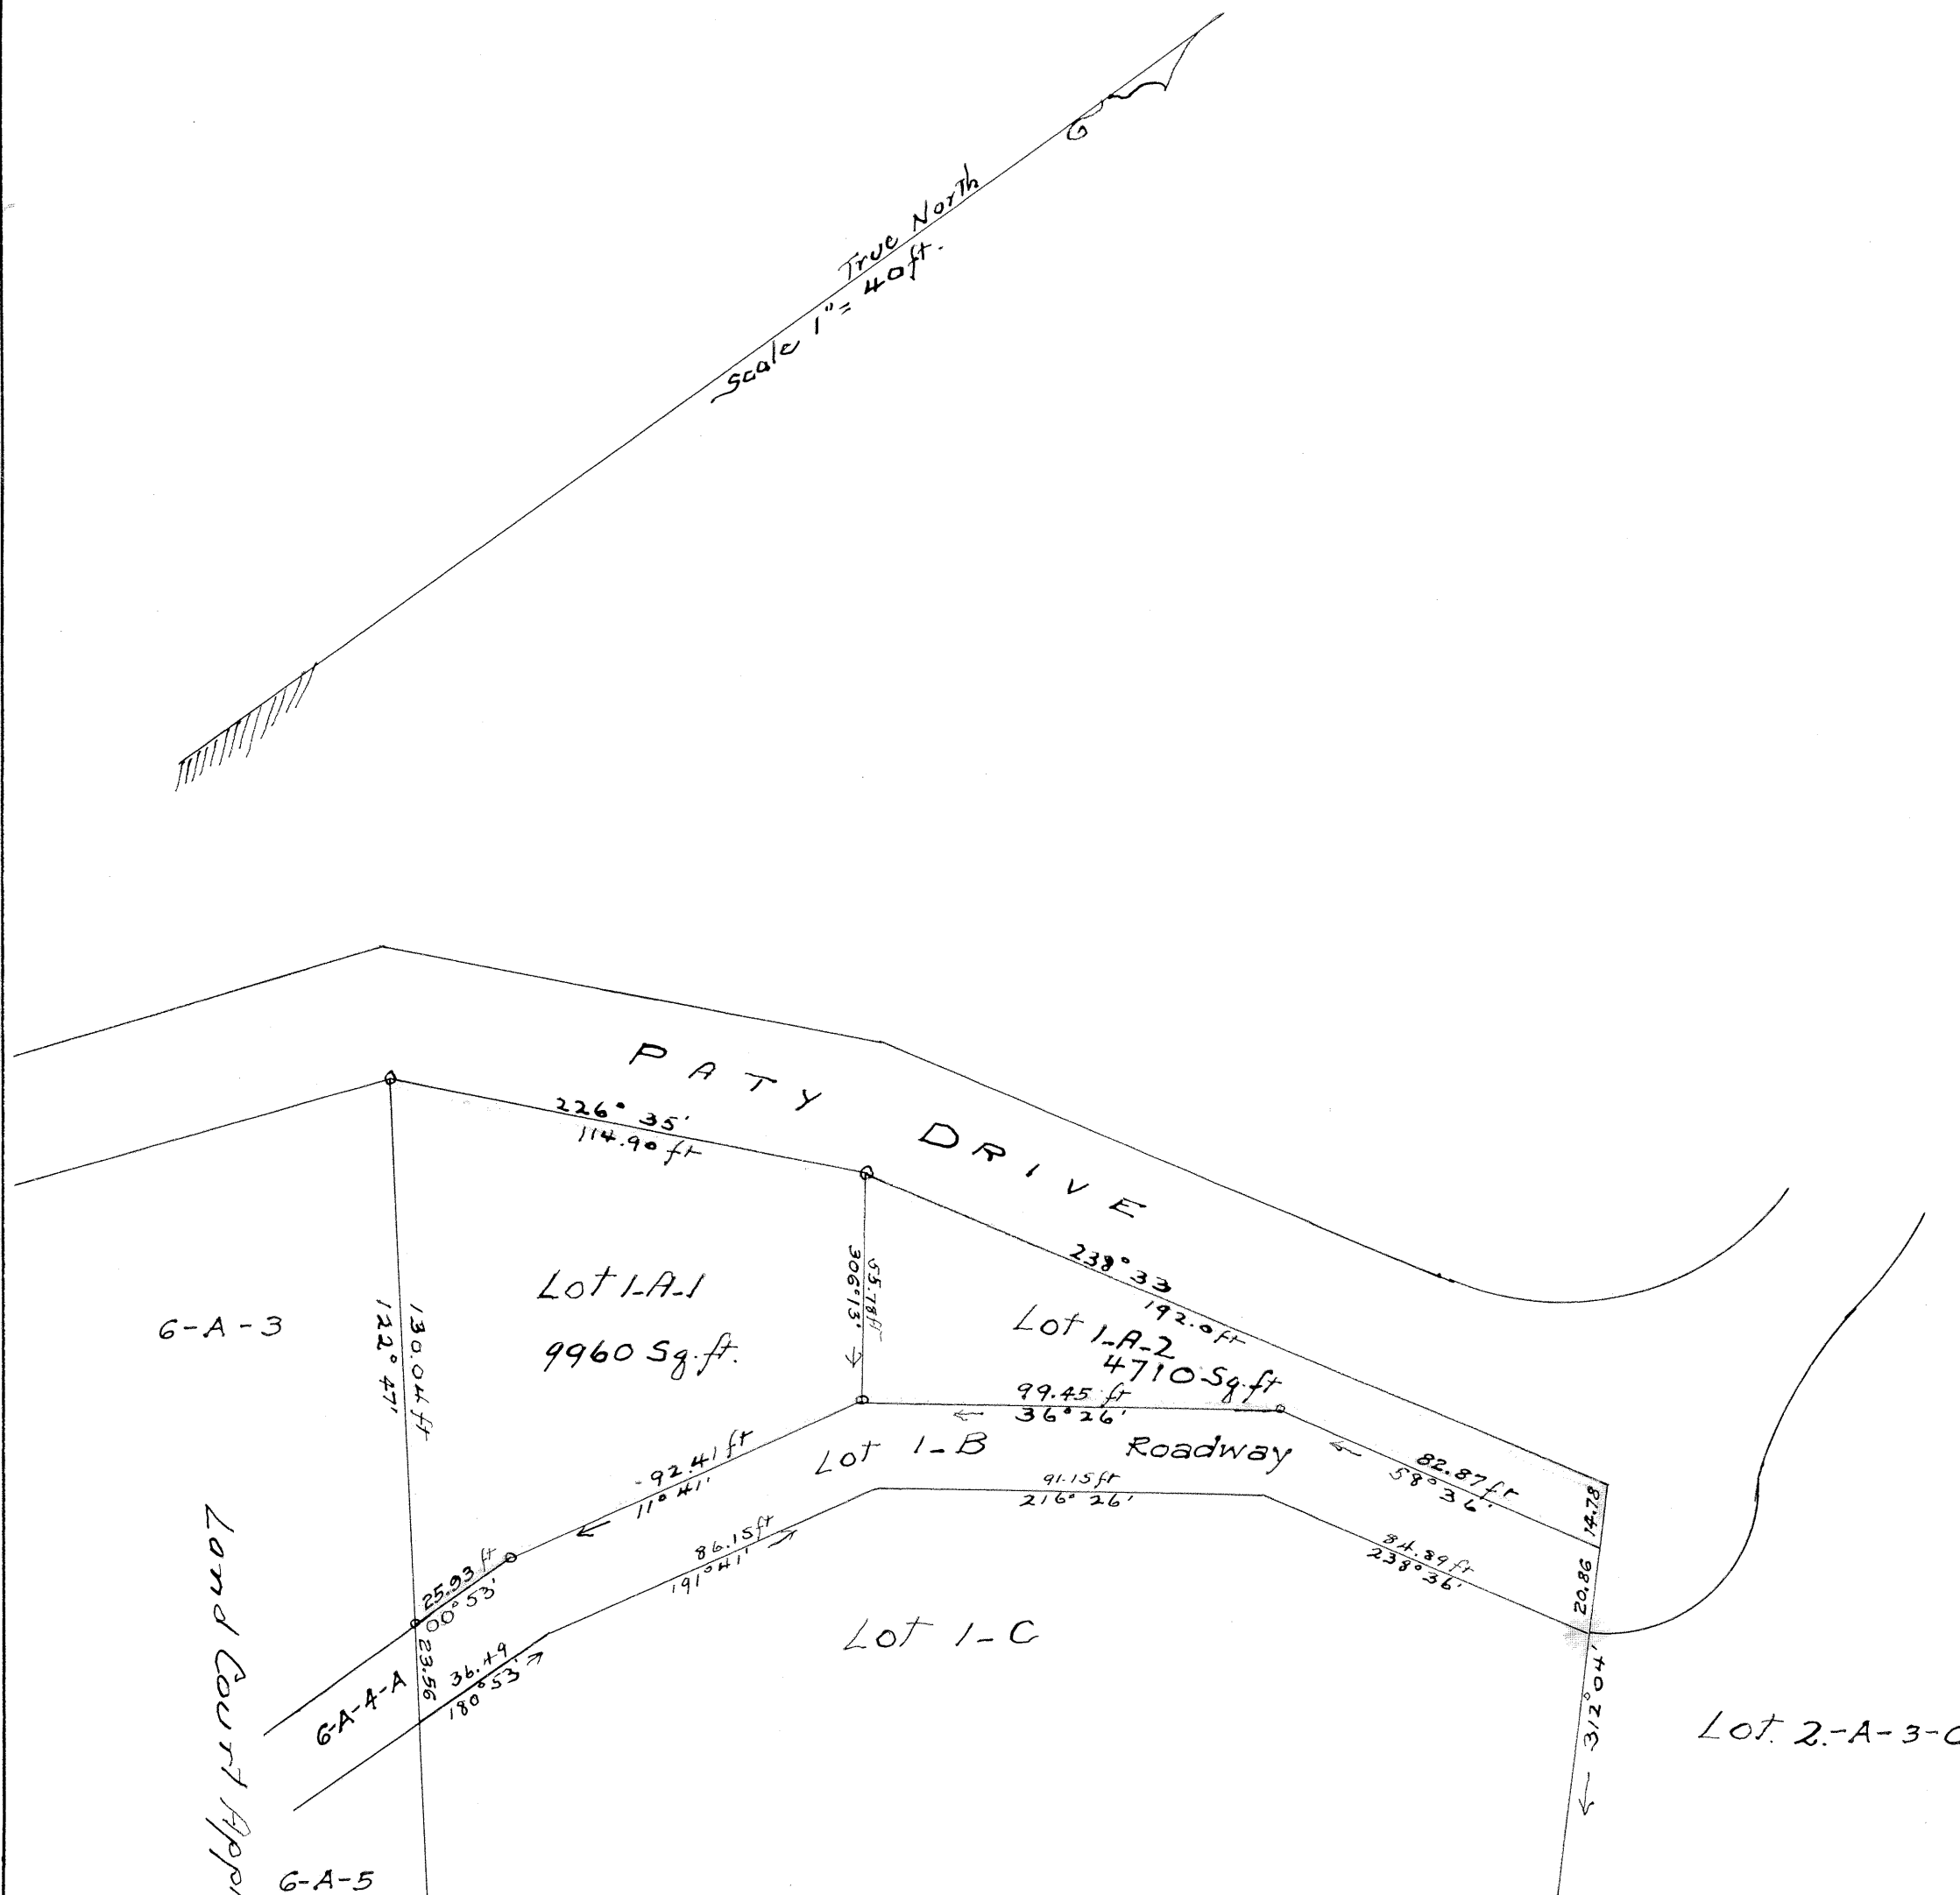 True North
Scale 1" = 40ft.
PATY DRIVE
226° 35'
114.90 ft
238° 33
192.0 ft
55.78 ft
306°13'
Lot 1-A-1
9960 Sq.ft.
Lot 1-A-2
4710 Sq.ft
6-A-3
130.04 ft
122° 47'
99.45 ft
36° 26'
Lot 1-B Roadway
92.41 ft
11° 41'
82.87 ft
58° 36'
14.78
91.15 ft
216° 26'
86.15 ft
191° 41'
84.89 ft
238° 36'
20.86
25.93 ft
00° 53'
23.56
36.49
180° 53'
6-A-4-A
Lot 1-C
312° 04'
Lot. 2.-A-3-C
Land Court App
6-A-5